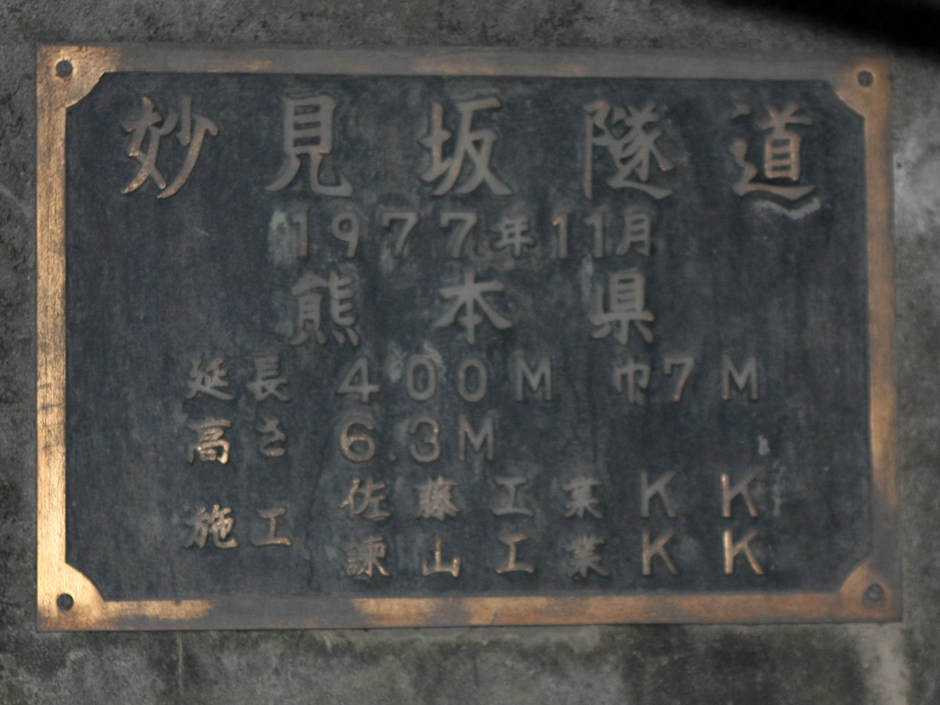 妙見坂隧道
1977年11月
熊本県
延長 400M 巾7M
高さ 6.3M
施工 佐藤工業KK
諫山工業KK